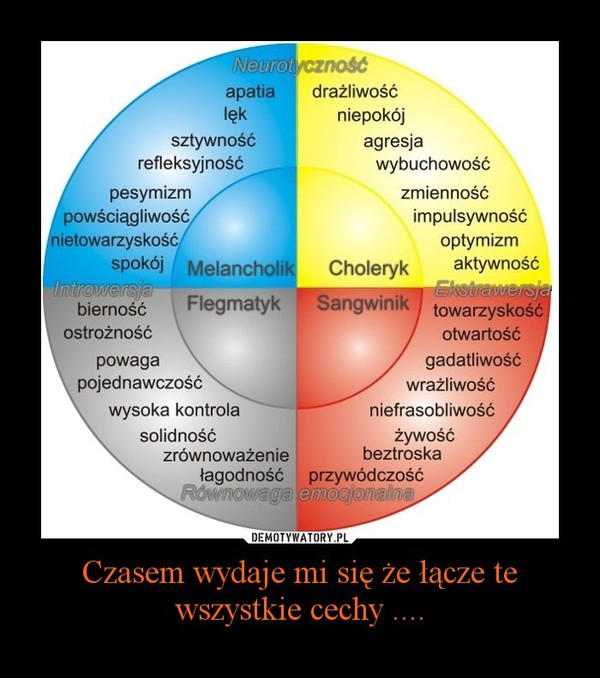 Neurotyczność
apatia
lęk
sztywność
refleksyjność
pesymizm
powściągliwość
nietowarzyskość
spokój
Melancholik
drażliwość
niepokój
agresja
wybuchowość
zmienność
impulsywność
optymizm
aktywność
Choleryk
Introwersja
Ekstrawersja
Flegmatyk
bierność
ostrożność
powaga
pojednawczość
wysoka kontrola
solidność
zrównoważenie
łagodność
Sangwinik
towarzyskość
otwartość
gadatliwość
wrażliwość
niefrasobliwość
żywość
beztroska
przywódczość
Równowaga emocjonalna
DEMOTYWATORY.PL
Czasem wydaje mi się że łącze te
wszystkie cechy ....